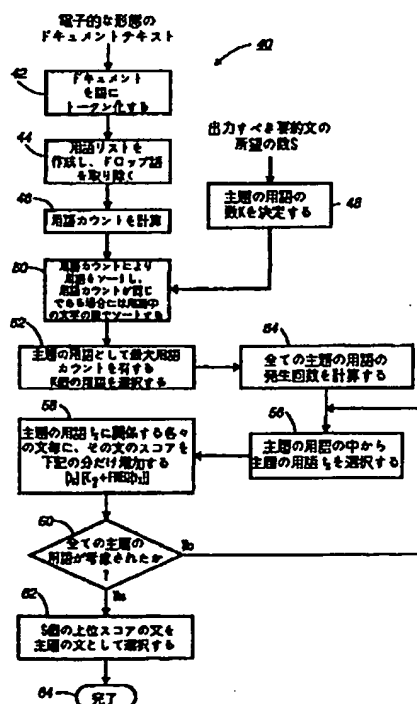 電子的な形態の
ドキュメントテキスト
40
42
ドキュメント
を語に
トークン化する
出力すべき要約文の
所望の数S
44
用語リストを
作成し、ドロップ語
を取り除く
46
用語カウントを計算
主題の用語の
数Kを決定する
48
50
用語カウントにより
用語をソートし、
用語カウントが同じ
である場合には用語中
の文字の数でソートする
52
主題の用語として最大用語
カウントを有する
K個の用語を選択する
54
全ての主題の用語の
発生回数を計算する
58
主題の用語 tₛに関係する各々
の文毎に、その文のスコアを
下記の分だけ増加する
56
主題の用語の中から
主題の用語 tₛを選択する
60
全ての主題の
用語が考慮されたか
?
No
Yes
62
S個の上位スコアの文を
主題の文として選択する
64
完了